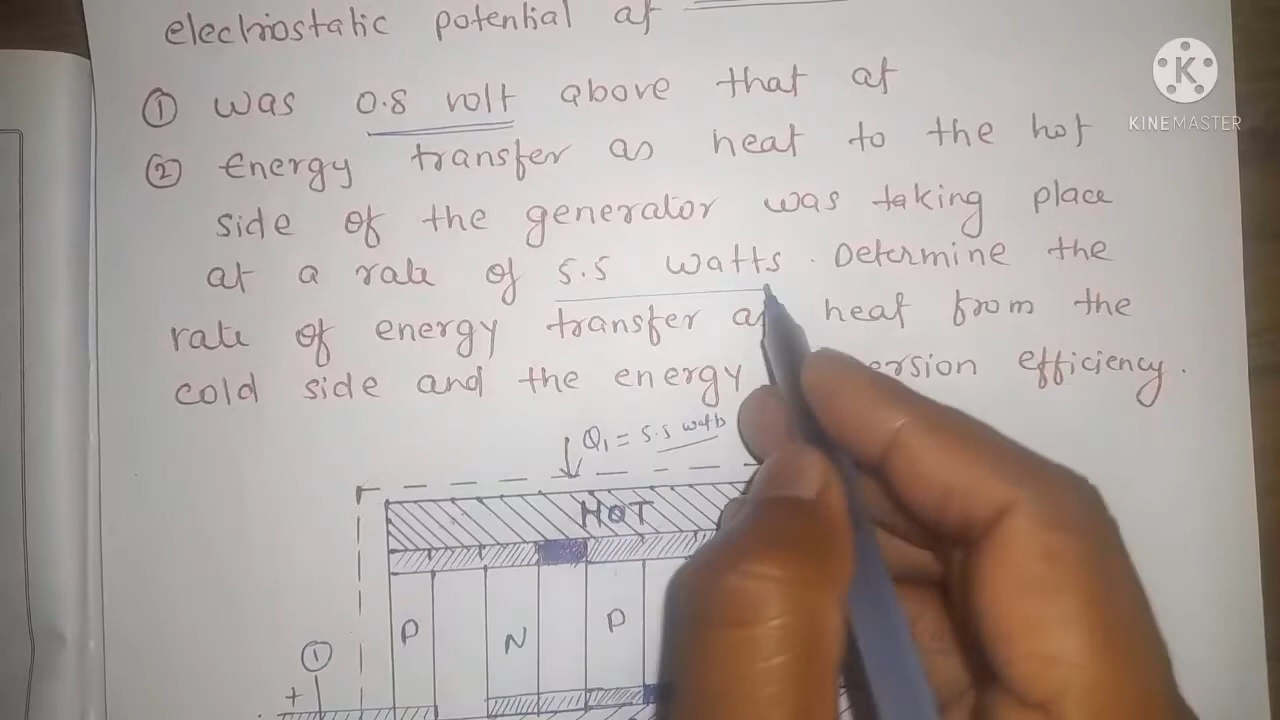 electrostatic potential at
① was 0.8 volt above that at
② Energy transfer as heat to the hot
side of the generator was taking place
at a rate of 5.5 watts. Determine the
rate of energy transfer as heat from the
cold side and the energy ersion efficiency.
Q₁ = 5.5 watts
HOT
P N P
①
+
K
KINEMASTER